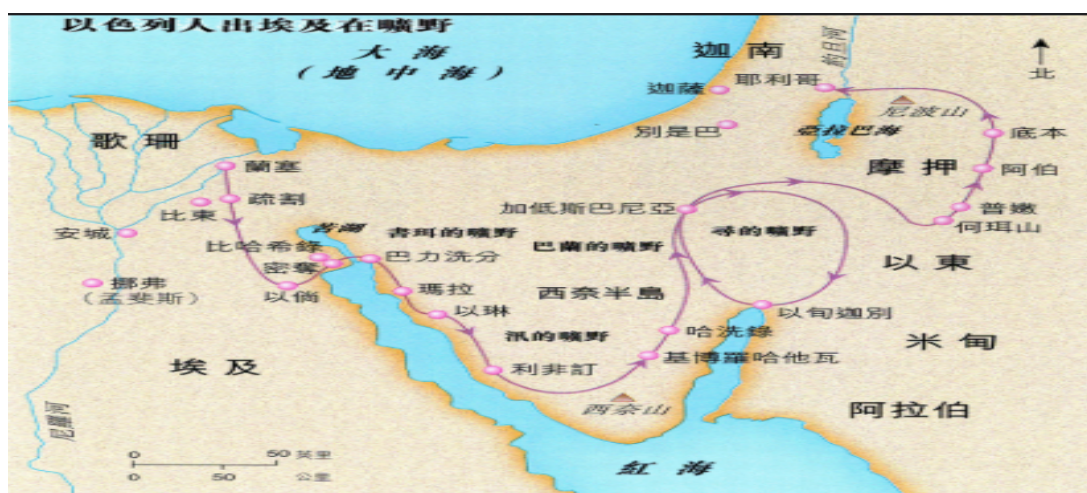 以色列人出埃及在曠野
大海
(地中海)
迦南
約旦河
北
迦薩
耶利哥
尼波山
別是巴
亞拉巴海
底本
歌珊
摩押
阿伯
蘭塞
疏割
比東
加低斯巴尼亞
普嫩
安城
苦湖
書珥的曠野
巴蘭的曠野
尋的曠野
何珥山
比哈希錄
密奪
巴力洗分
以東
挪弗
(孟斐斯)
以倘
瑪拉
西奈半島
以琳
以旬迦別
汛的曠野
哈洗錄
米甸
埃及
利非訂
基博羅哈他瓦
西奈山
阿拉伯
尼羅河
0 50 英里
0 50 公里
紅海